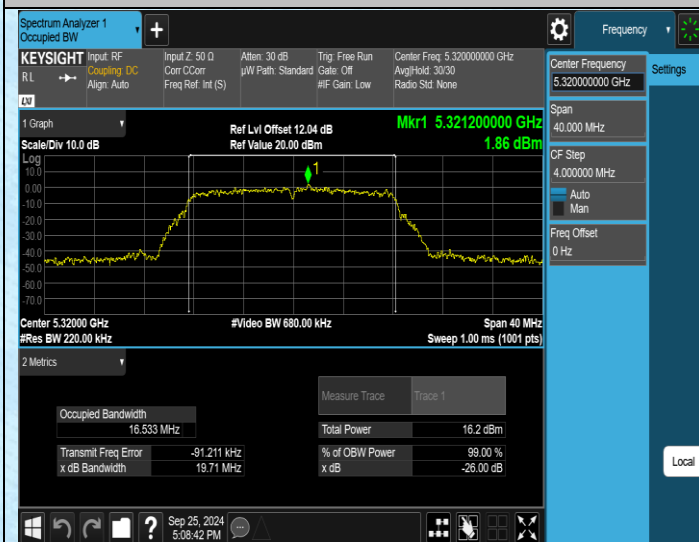 Spectrum Analyzer 1
Occupied BW
Frequency
KEYSIGHT
RL
LXI
Input: RF
Coupling: DC
Align: Auto
Input Z: 50 Ω
Corr CCorr
Freq Ref: Int (S)
Atten: 30 dB
µW Path: Standard
Trig: Free Run
Gate: Off
#IF Gain: Low
Center Freq: 5.320000000 GHz
Avg|Hold: 30/30
Radio Std: None
1 Graph
Scale/Div 10.0 dB
Ref Lvl Offset 12.04 dB
Ref Value 20.00 dBm
Mkr1 5.321200000 GHz
1.86 dBm
Log
10.0
0.00
-10.0
-20.0
-30.0
-40.0
-50.0
-60.0
-70.0
1
Center 5.32000 GHz
#Res BW 220.00 kHz
#Video BW 680.00 kHz
Span 40 MHz
Sweep 1.00 ms (1001 pts)
2 Metrics
Measure Trace
Trace 1
Occupied Bandwidth
16.533 MHz
Total Power
16.2 dBm
Transmit Freq Error
-91.211 kHz
% of OBW Power
99.00 %
x dB Bandwidth
19.71 MHz
x dB
-26.00 dB
Center Frequency
5.320000000 GHz
Settings
Span
40.000 MHz
CF Step
4.000000 MHz
Auto
Man
Freq Offset
0 Hz
Local
?
Sep 25, 2024
5:08:42 PM